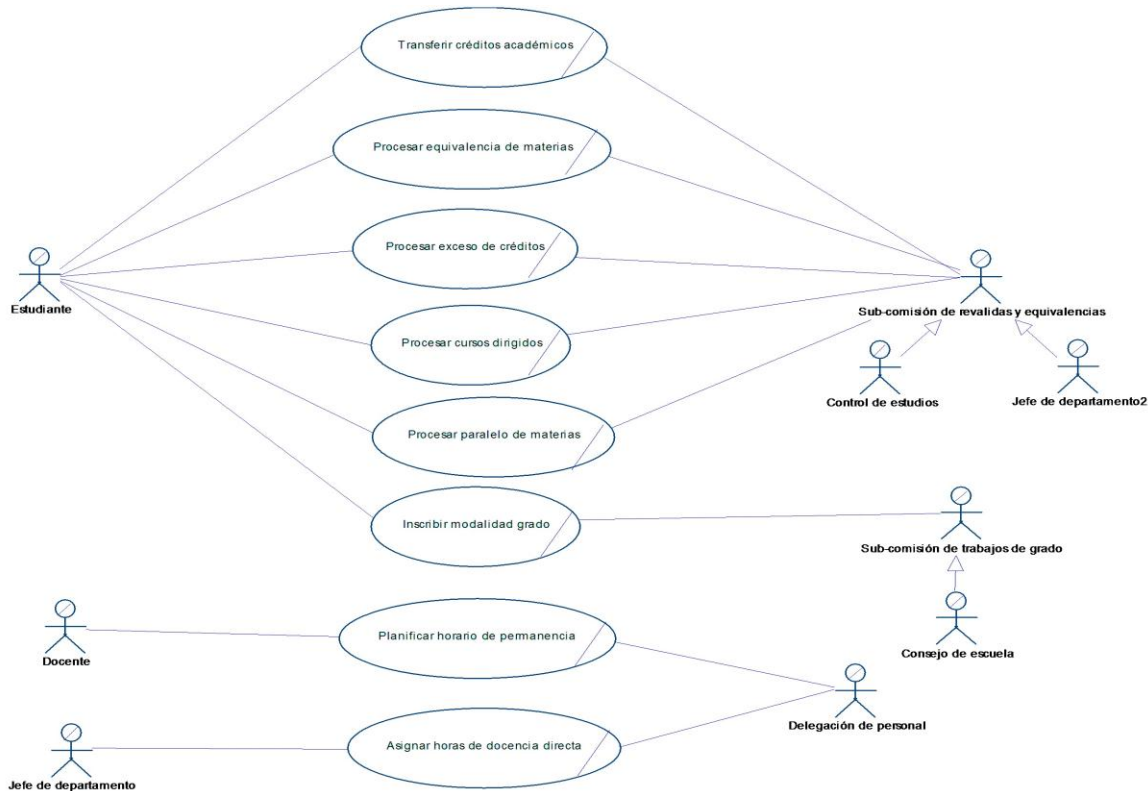 Transferir créditos académicos
Procesar equivalencia de materias
Procesar exceso de créditos
Estudiante
Sub-comisión de revalidas y equivalencias
Procesar cursos dirigidos
Control de estudios
Jefe de departamento2
Procesar paralelo de materias
Inscribir modalidad grado
Sub-comisión de trabajos de grado
Planificar horario de permanencia
Consejo de escuela
Docente
Delegación de personal
Asignar horas de docencia directa
Jefe de departamento